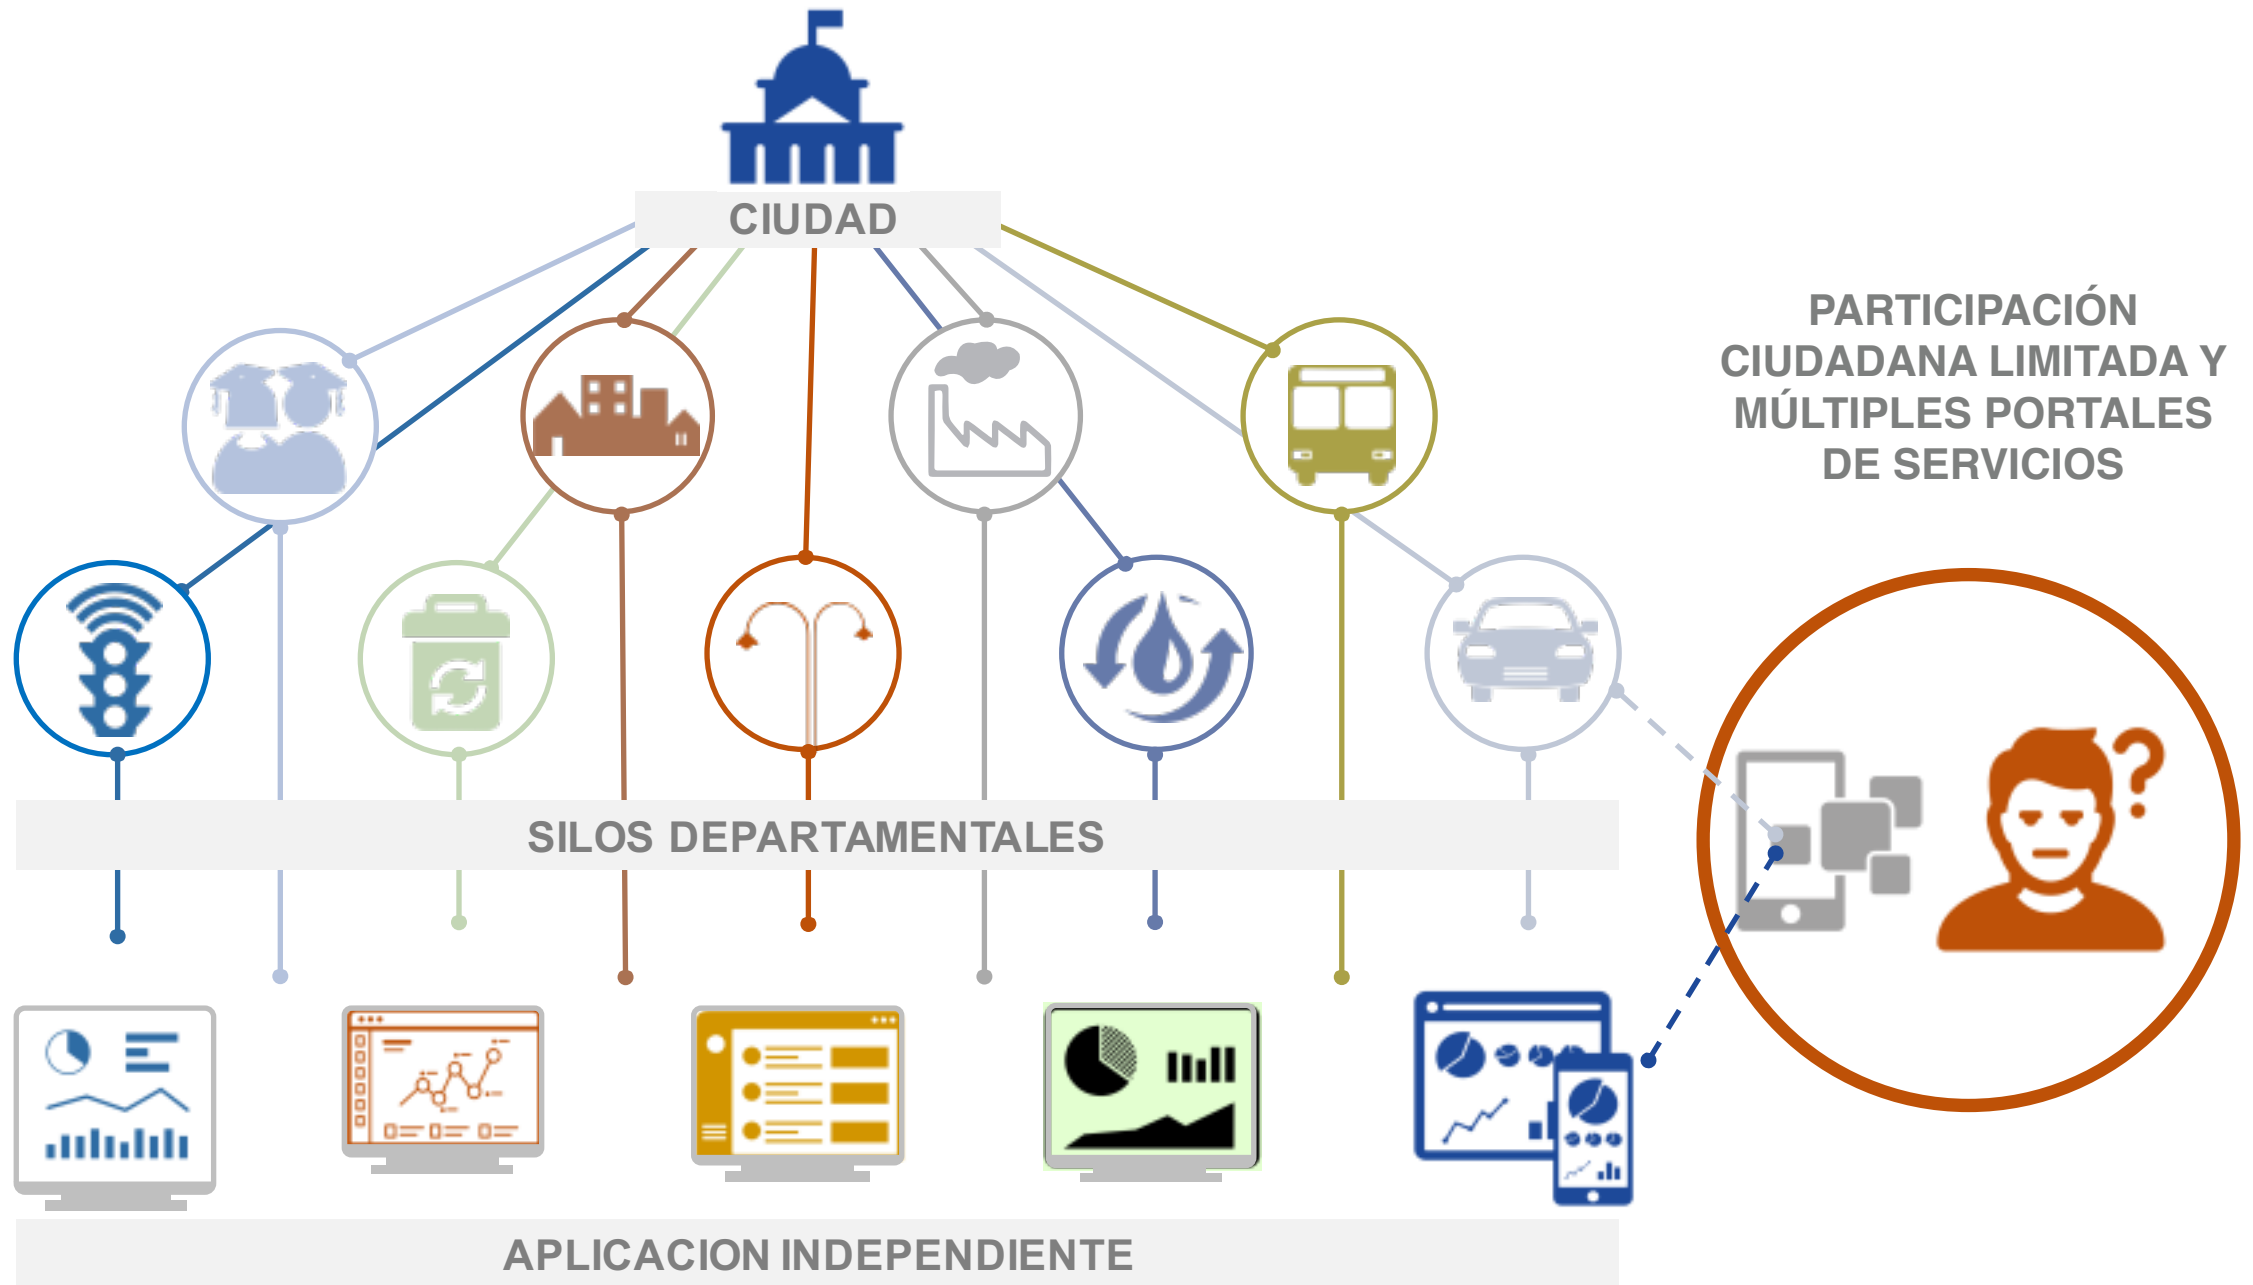 CIUDAD
PARTICIPACIÓN
CIUDADANA LIMITADA Y
MÚLTIPLES PORTALES
DE SERVICIOS
SILOS DEPARTAMENTALES
APLICACION INDEPENDIENTE